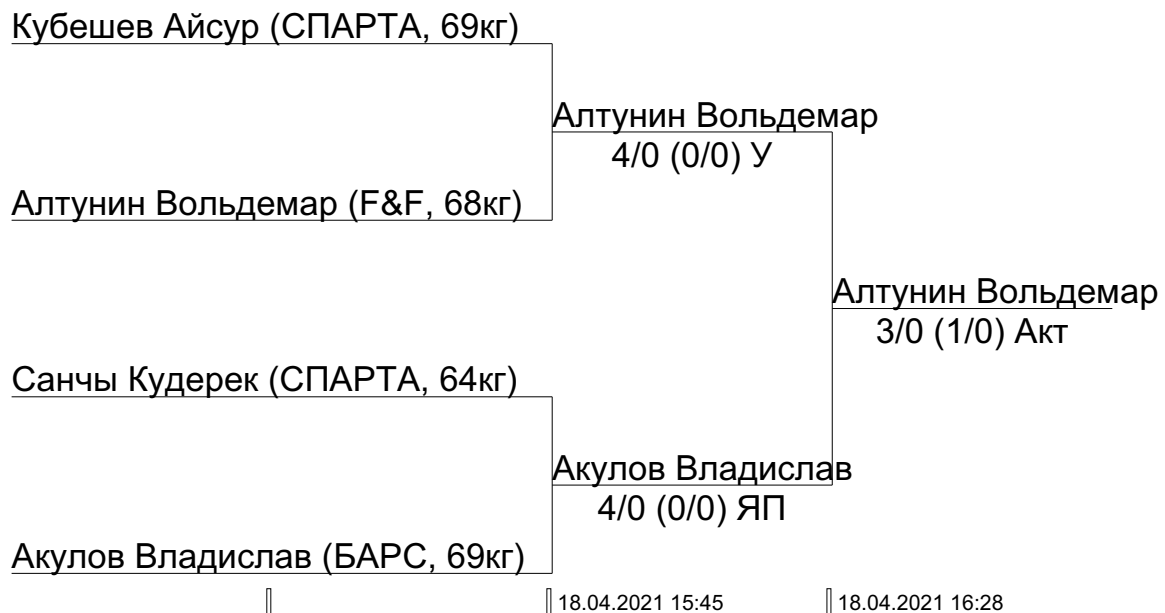 Кубешев Айсур (СПАРТА, 69кг)
Алтунин Вольдемар
4/0 (0/0) У
Алтунин Вольдемар (F&F, 68кг)
Алтунин Вольдемар
3/0 (1/0) Акт
Санчы Кудерек (СПАРТА, 64кг)
Акулов Владислав
4/0 (0/0) ЯП
Акулов Владислав (БАРС, 69кг)
18.04.2021 15:45
18.04.2021 16:28